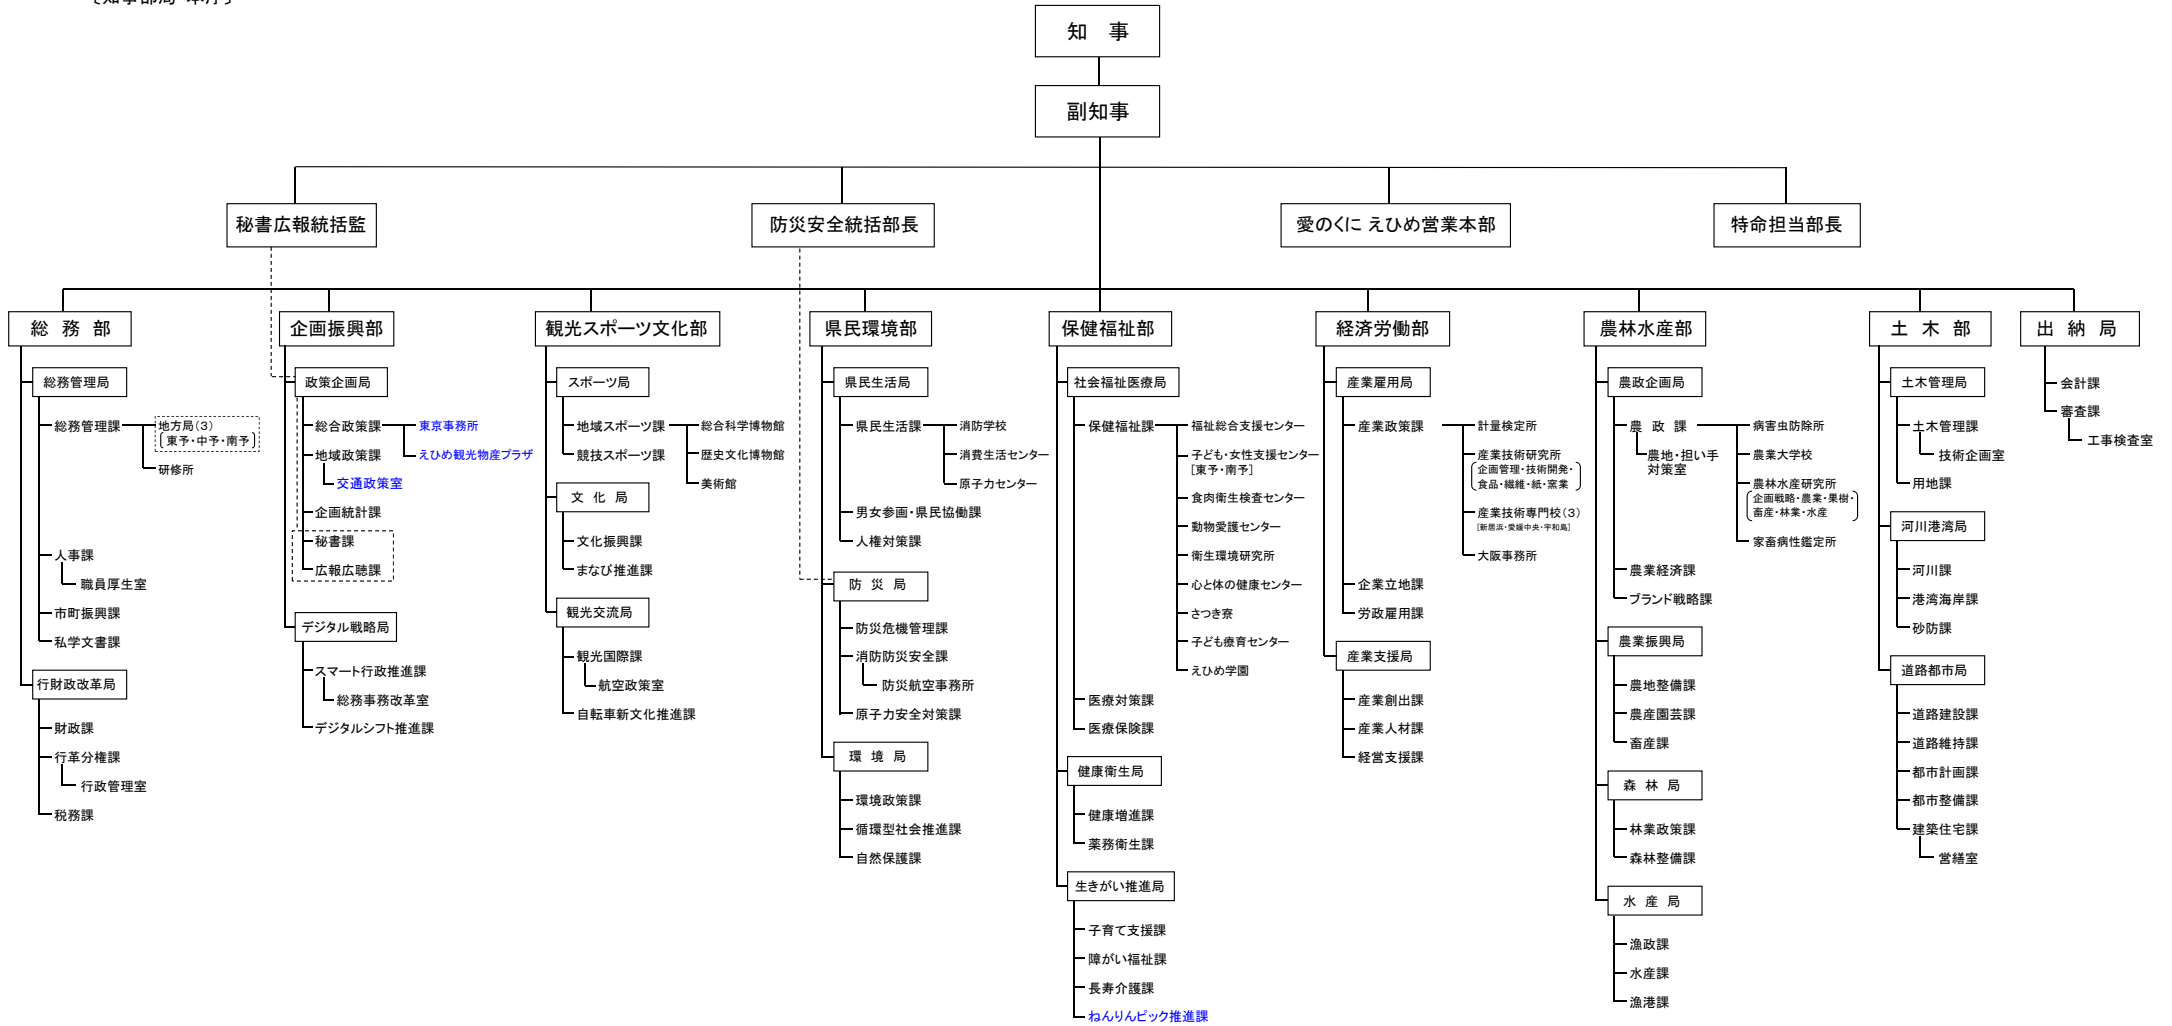 知　事
副知事
秘書広報統括監
防災安全統括部長
愛のくに えひめ営業本部
特命担当部長
総　務　部
総務管理局
総務管理課
地方局(3)
東予・中予・南予
研修所
人事課
職員厚生室
市町振興課
私学文書課
行財政改革局
財政課
行革分権課
行政管理室
税務課
企画振興部
政策企画局
総合政策課
東京事務所
えひめ観光物産プラザ
地域政策課
交通政策室
企画統計課
秘書課
広報広聴課
デジタル戦略局
スマート行政推進課
総務事務改革室
デジタルシフト推進課
観光スポーツ文化部
スポーツ局
地域スポーツ課
総合科学博物館
歴史文化博物館
美術館
競技スポーツ課
文　化　局
文化振興課
まなび推進課
観光交流局
観光国際課
航空政策室
自転車新文化推進課
県民環境部
県民生活局
県民生活課
消防学校
消費生活センター
原子力センター
男女参画・県民協働課
人権対策課
防　災　局
防災危機管理課
消防防災安全課
防災航空事務所
原子力安全対策課
環　境　局
環境政策課
循環型社会推進課
自然保護課
保健福祉部
社会福祉医療局
保健福祉課
福祉総合支援センター
子ども・女性支援センター
[東予・南予]
食肉衛生検査センター
動物愛護センター
衛生環境研究所
心と体の健康センター
さつき寮
子ども療育センター
えひめ学園
医療対策課
医療保険課
健康衛生局
健康増進課
薬務衛生課
生きがい推進局
子育て支援課
障がい福祉課
長寿介護課
ねんりんピック推進課
経済労働部
産業雇用局
産業政策課
計量検定所
産業技術研究所
企画管理・技術開発・
食品・繊維・紙・窯業
産業技術専門校(3)
[新居浜・愛媛中央・宇和島]
大阪事務所
企業立地課
労政雇用課
産業支援局
産業創出課
産業人材課
経営支援課
農林水産部
農政企画局
農　政　課
農地・担い手
対策室
病害虫防除所
農業大学校
農林水産研究所
企画戦略・農業・果樹・
畜産・林業・水産
家畜病性鑑定所
農業経済課
ブランド戦略課
農業振興局
農地整備課
農産園芸課
畜産課
森　林　局
林業政策課
森林整備課
水　産　局
漁政課
水産課
漁港課
土　木　部
土木管理局
土木管理課
技術企画室
用地課
河川港湾局
河川課
港湾海岸課
砂防課
道路都市局
道路建設課
道路維持課
都市計画課
都市整備課
建築住宅課
営繕室
出　納　局
会計課
審査課
工事検査室